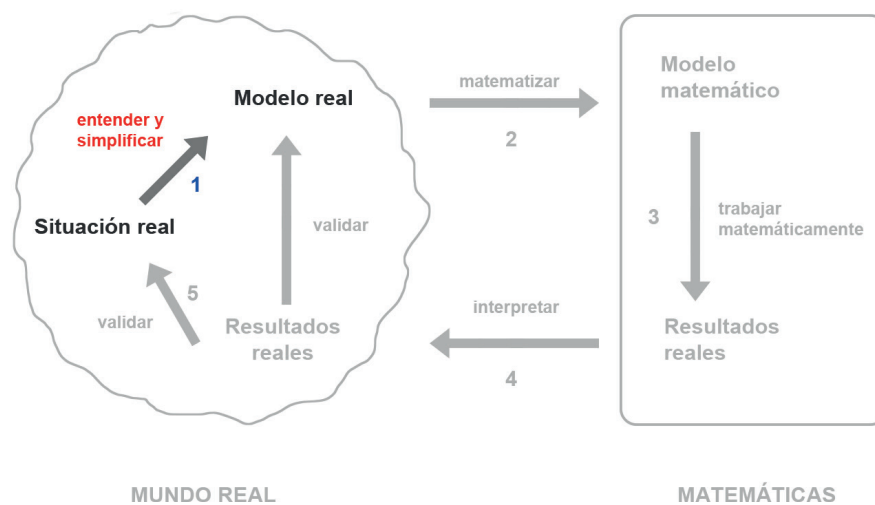 Modelo real
entender y
simplificar
1
Situación real
validar
5
validar
Resultados
reales
matematizar
2
interpretar
4
Modelo
matemático
3
trabajar
matemáticamente
Resultados
reales
MUNDO REAL
MATEMÁTICAS